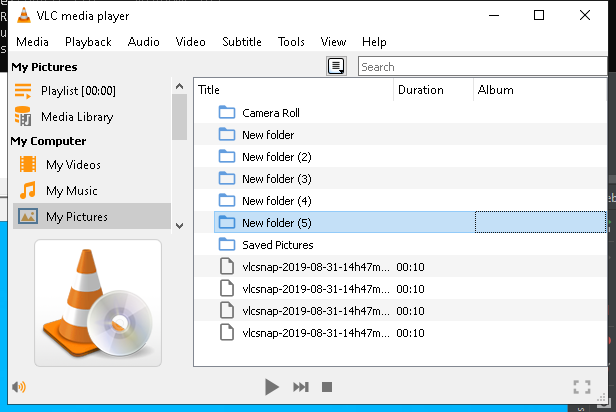 VLC media player
Media Playback Audio Video Subtitle Tools View Help
My Pictures
Search
Playlist [00:00]
Media Library
My Computer
My Videos
My Music
My Pictures
Title Duration Album
Camera Roll
New folder
New folder (2)
New folder (3)
New folder (4)
New folder (5)
Saved Pictures
vlcsnap-2019-08-31-14h47m... 00:10
vlcsnap-2019-08-31-14h47m... 00:10
vlcsnap-2019-08-31-14h47m... 00:10
vlcsnap-2019-08-31-14h47m... 00:10